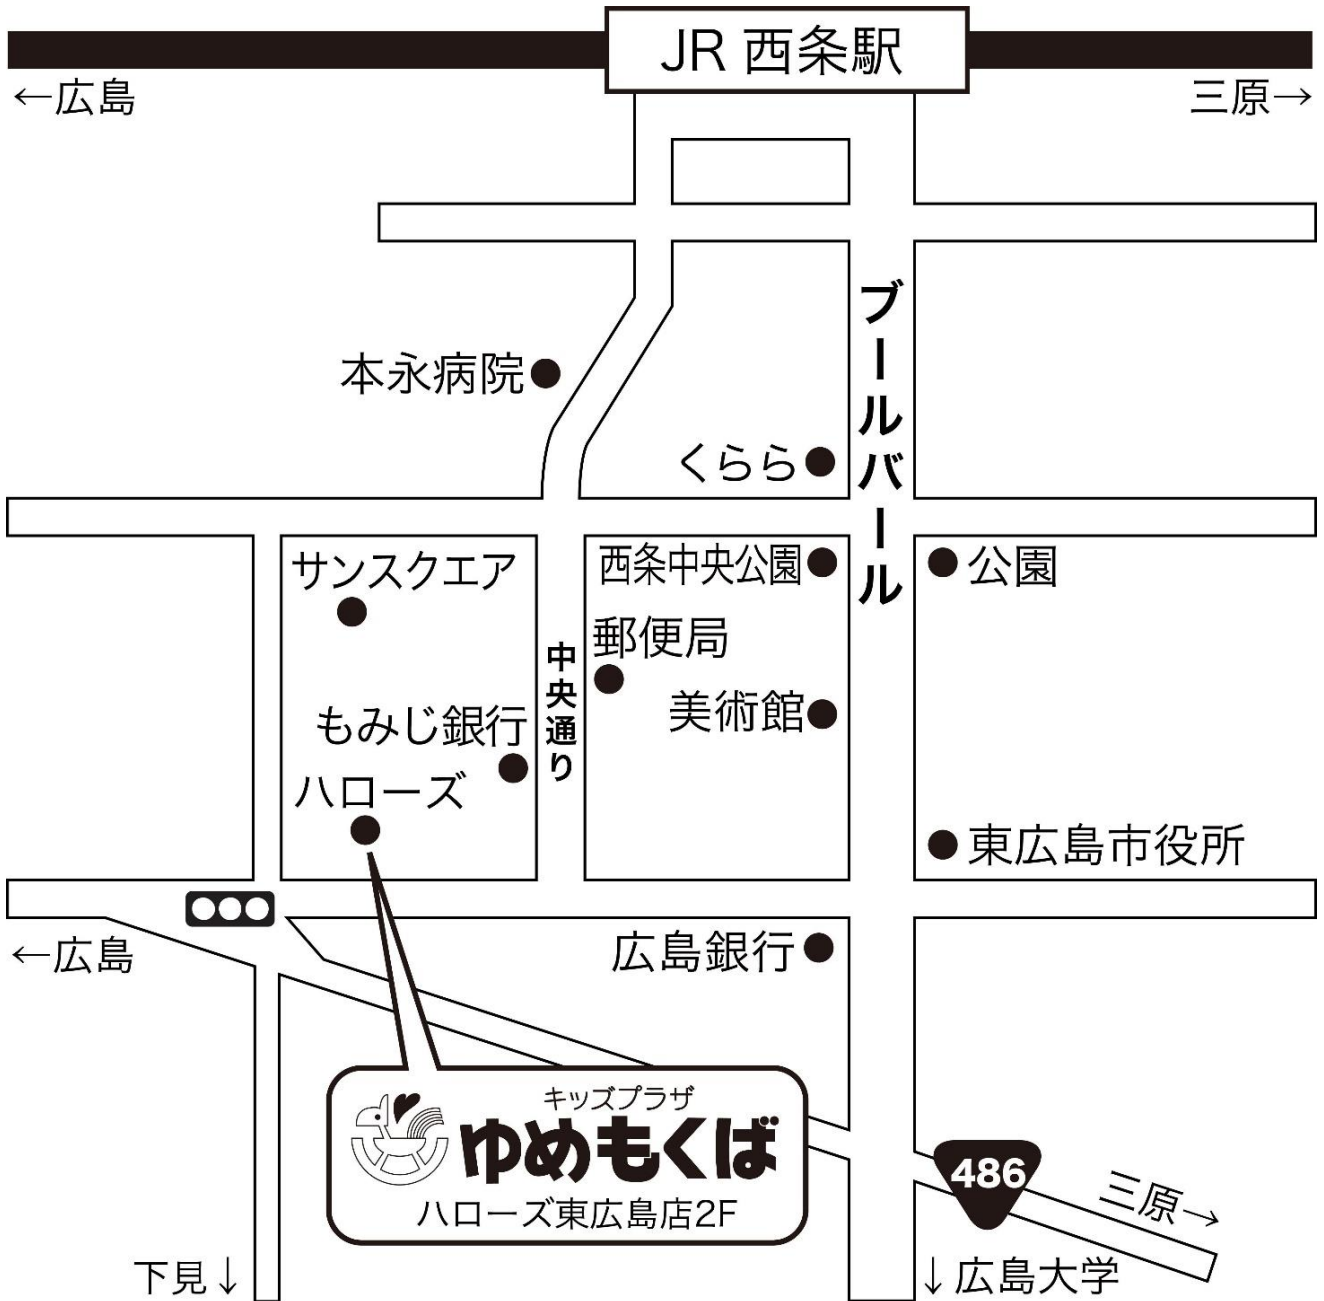 JR 西条駅
←広島
三原→
ブールバール
本永病院
くらら
サンスクエア
西条中央公園
公園
郵便局
中央通り
もみじ銀行
美術館
ハローズ
東広島市役所
←広島
広島銀行
キッズプラザ
ゆめもくば
ハローズ東広島店2F
486
三原→
下見↓
↓広島大学